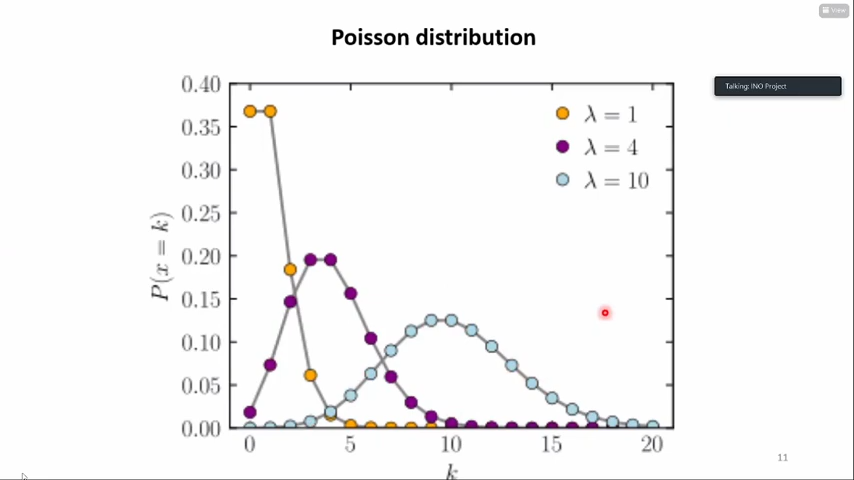 View
Poisson distribution
Talking: INO Project
0.40
0.35
0.30
0.25
0.20
0.15
0.10
0.05
0.00
P(x = k)
λ = 1
λ = 4
λ = 10
0 5 10 15 20
k
11